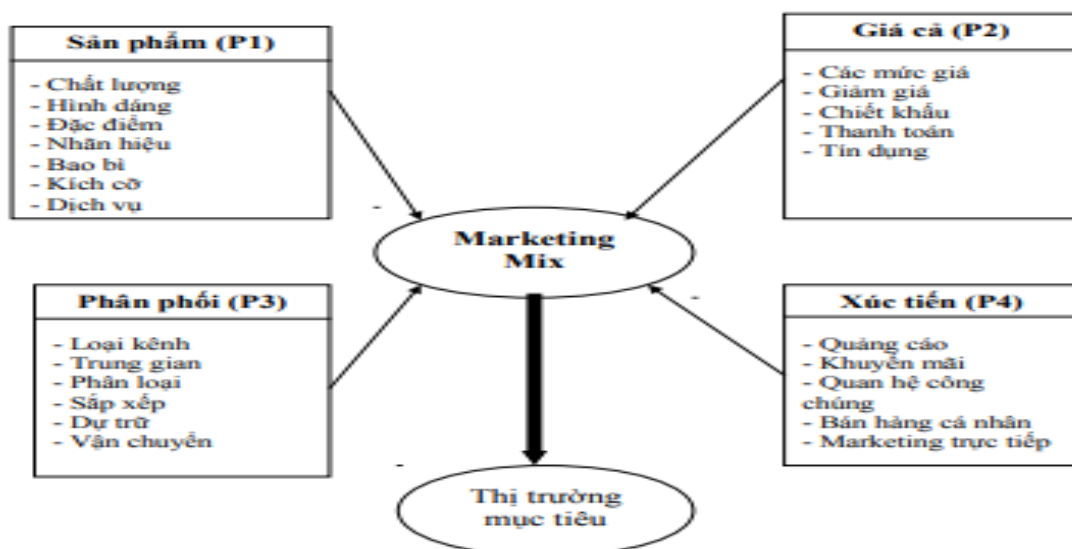 Sản phẩm (P1)
- Chất lượng
- Hình dáng
- Đặc điểm
- Nhãn hiệu
- Bao bì
- Kích cỡ
- Dịch vụ
Giá cả (P2)
- Các mức giá
- Giảm giá
- Chiết khấu
- Thanh toán
- Tín dụng
Marketing
Mix
Phân phối (P3)
- Loại kênh
- Trung gian
- Phân loại
- Sắp xếp
- Dự trữ
- Vận chuyển
Xúc tiến (P4)
- Quảng cáo
- Khuyến mãi
- Quan hệ công
chúng
- Bán hàng cá nhân
- Marketing trực tiếp
Thị trường
mục tiêu